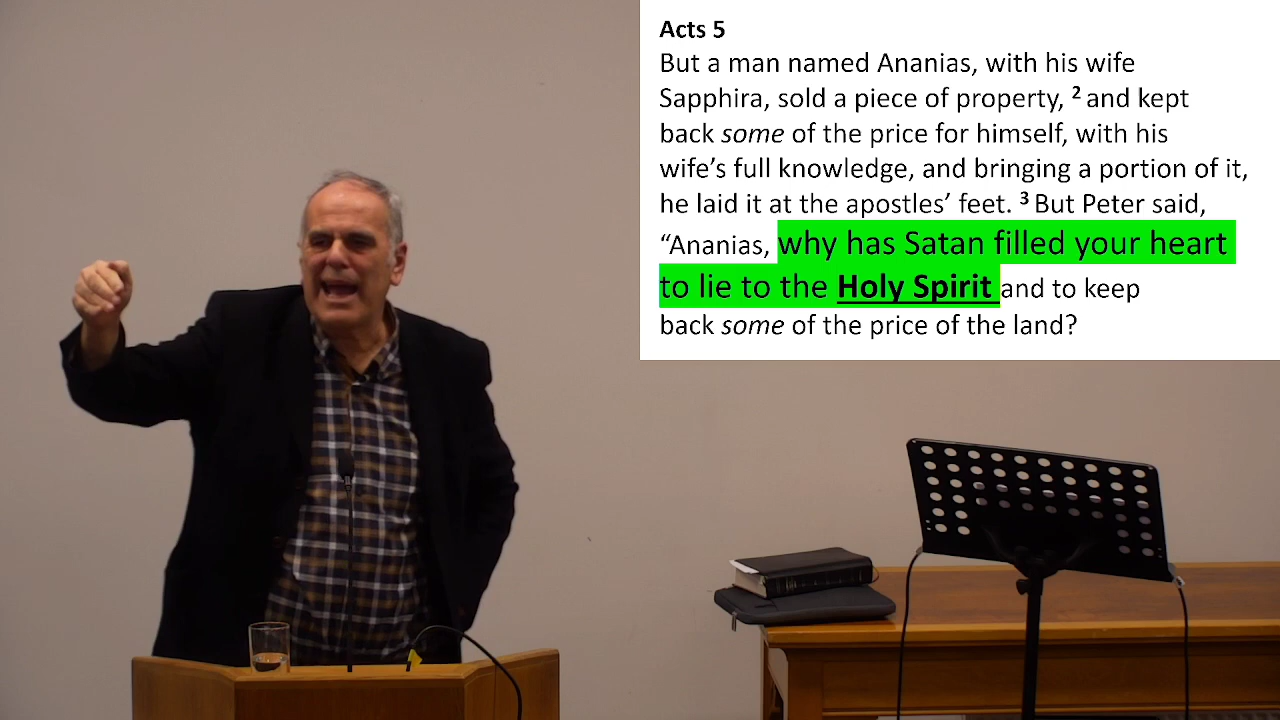 Acts 5
But a man named Ananias, with his wife
Sapphira, sold a piece of property, ² and kept
back some of the price for himself, with his
wife’s full knowledge, and bringing a portion of it,
he laid it at the apostles’ feet. ³ But Peter said,
“Ananias, why has Satan filled your heart
to lie to the Holy Spirit and to keep
back some of the price of the land?